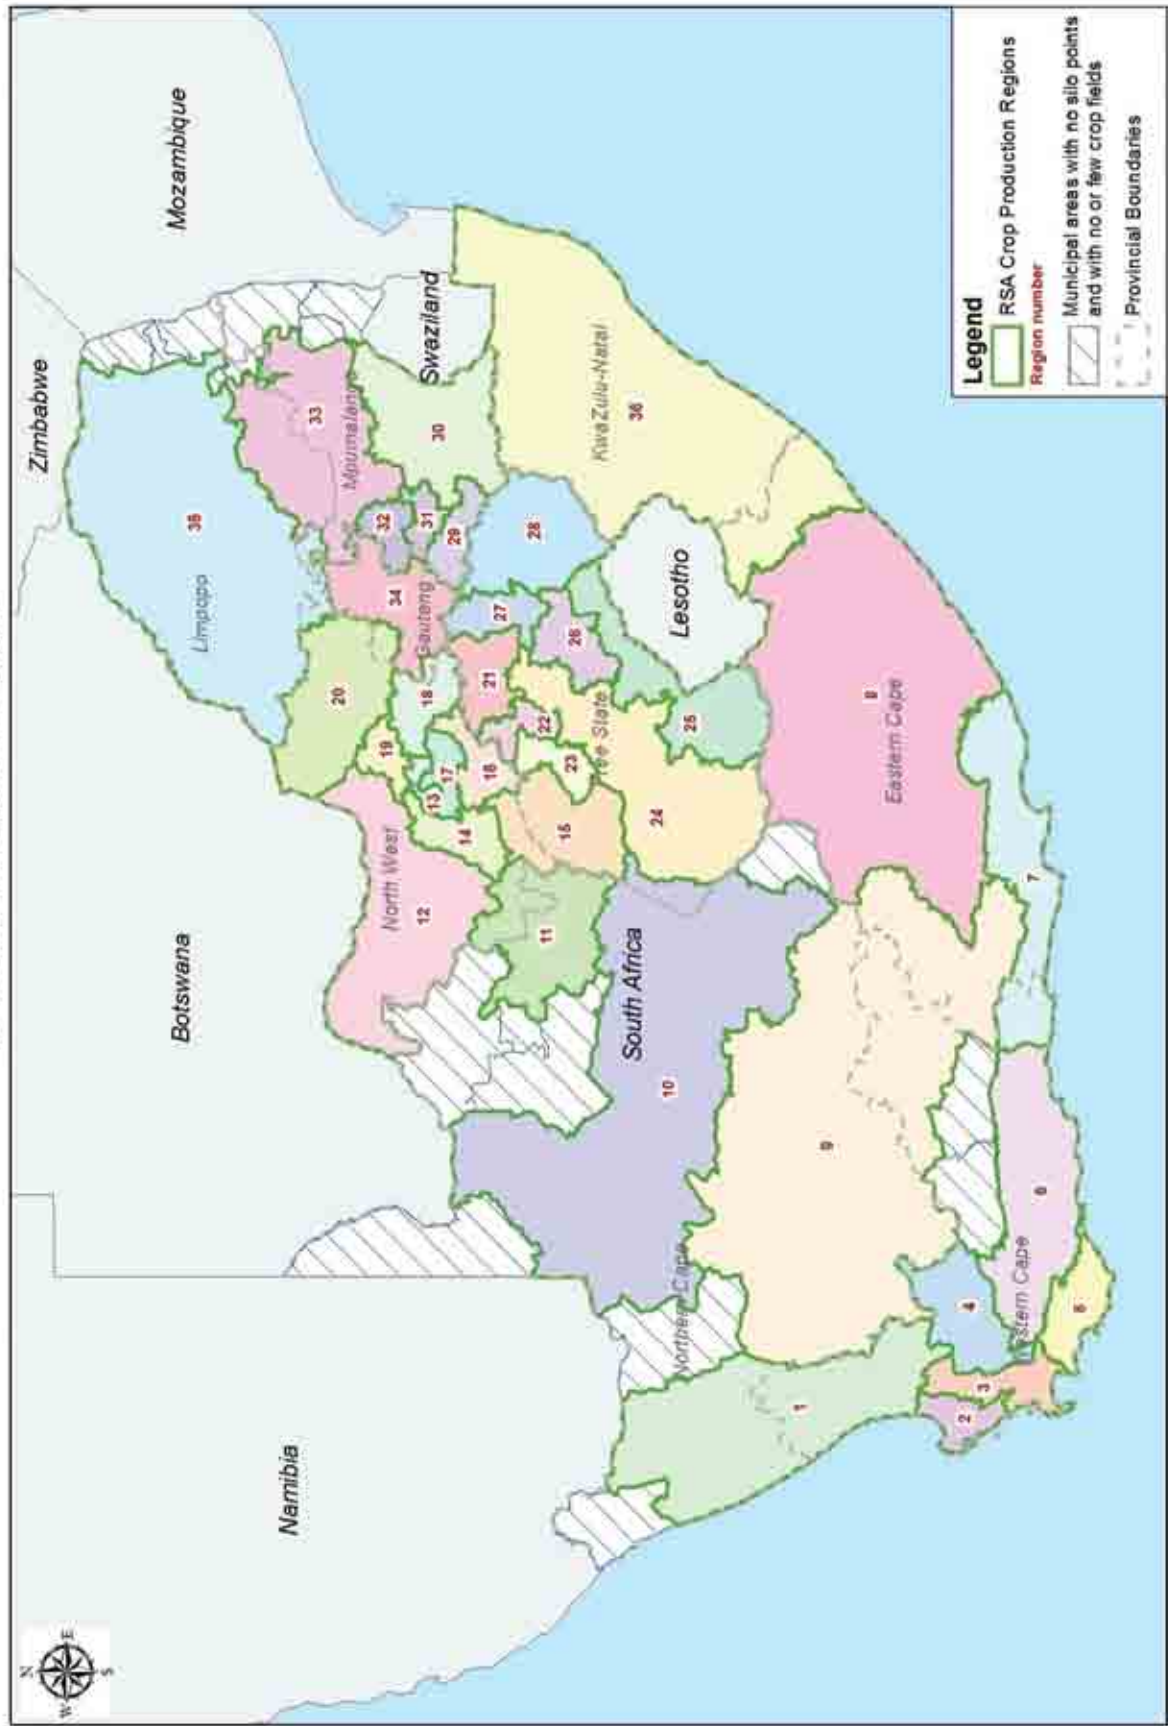 N
W
E
S
Zimbabwe
Mozambique
Botswana
Namibia
Swaziland
Lesotho
South Africa
Limpopo
Mpumalanga
Gauteng
North West
Free State
KwaZulu-Natal
Eastern Cape
Northern Cape
Western Cape
35
33
20
32
34
31
30
19
18
29
12
13
17
27
14
16
21
28
22
26
36
11
15
23
24
25
10
8
9
7
1
4
6
2
3
5
Legend
RSA Crop Production Regions
Region number
Municipal areas with no silo points
and with no or few crop fields
Provincial Boundaries